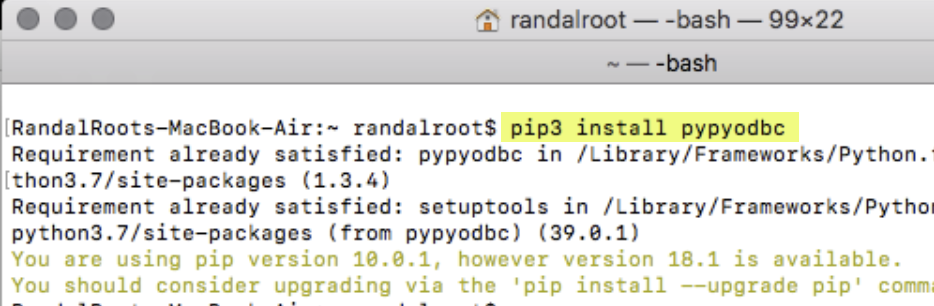 randalroot — -bash — 99×22
~ — -bash
[RandalRoots-MacBook-Air:~ randalroot$ pip3 install pypyodbc
Requirement already satisfied: pypyodbc in /Library/Frameworks/Python.
[thon3.7/site-packages (1.3.4)
Requirement already satisfied: setuptools in /Library/Frameworks/Python
python3.7/site-packages (from pypyodbc) (39.0.1)
You are using pip version 10.0.1, however version 18.1 is available.
You should consider upgrading via the 'pip install --upgrade pip' comm